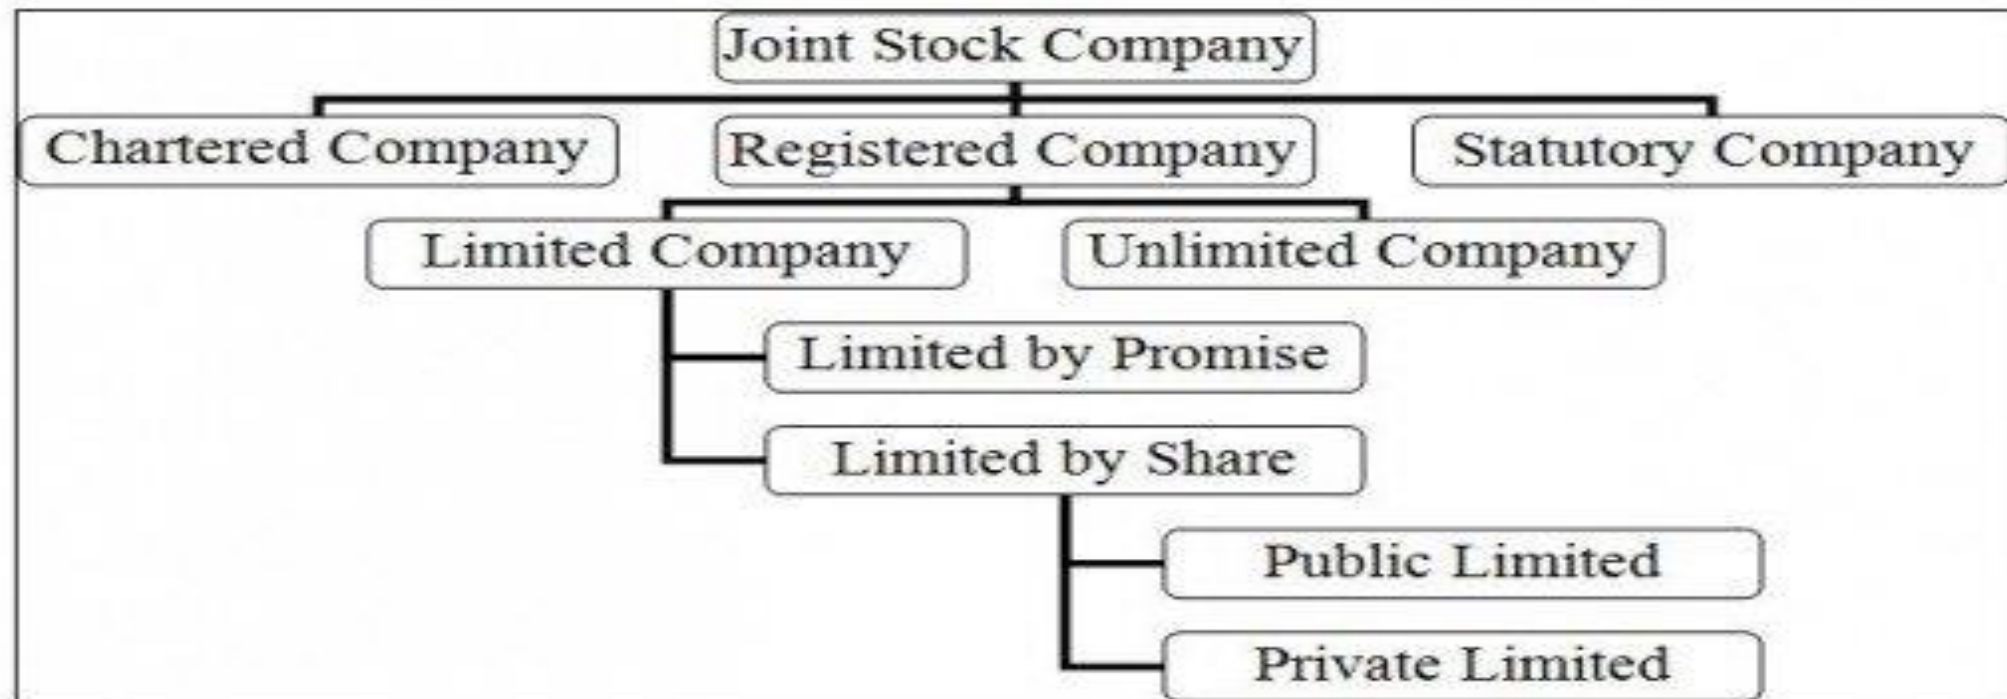 Joint Stock Company
Chartered Company
Registered Company
Statutory Company
Limited Company
Unlimited Company
Limited by Promise
Limited by Share
Public Limited
Private Limited